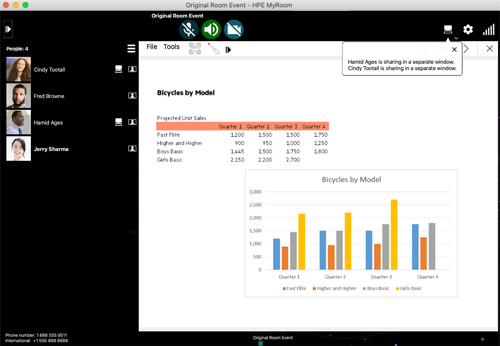 Original Room Event - HPE MyRoom
Original Room Event
People: 4
Cindy Tootall
Fred Browne
Hamid Ages
Jerry Sharma
File Tools
Hamid Ages is sharing in a separate window.
Cindy Tootall is sharing in a separate window.
Bicycles by Model
Projected Unit Sales
Quarter 1 Quarter 2 Quarter 3 Quarter 4
Fast Flite 1,200 1,500 1,500 1,750
Higher and Higher 900 950 1,000 1,250
Boys Basic 1,445 1,500 1,750 1,800
Girls Basic 2,150 2,200 2,700
Bicycles by Model
3,000
2,500
2,000
1,500
1,000
500
0
Quarter 1 Quarter 2 Quarter 3 Quarter 4
Fast Flite Higher and Higher Boys Basic Girls Basic
Phone number: 1 888 555 9511
International: +1 555 888 8888
Original Room Event